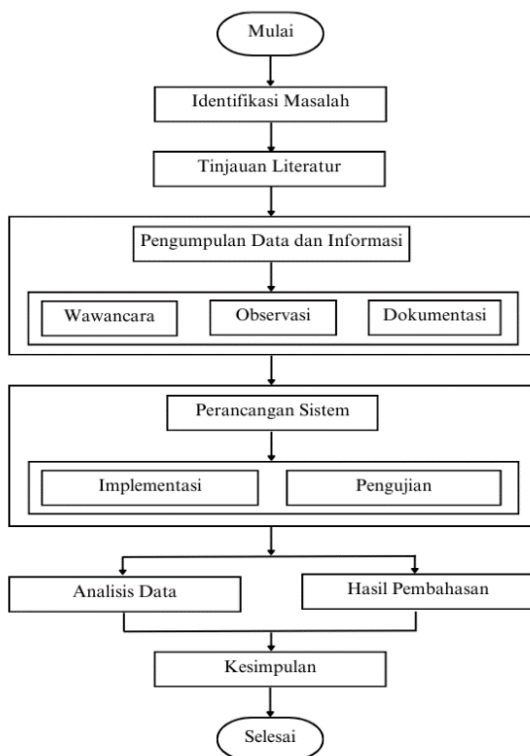 Mulai
Identifikasi Masalah
Tinjauan Literatur
Pengumpulan Data dan Informasi
Wawancara
Observasi
Dokumentasi
Perancangan Sistem
Implementasi
Pengujian
Analisis Data
Hasil Pembahasan
Kesimpulan
Selesai